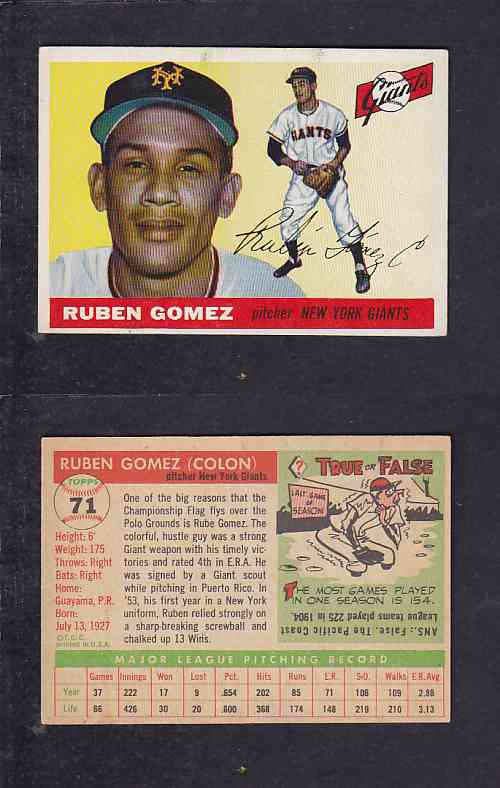 NY
Giants
GIANTS
Ruben Gomez C
RUBEN GOMEZ pitcher NEW YORK GIANTS
RUBEN GOMEZ (COLON)
pitcher New York Giants
TOPPS
71
Height: 6'
Weight: 175
Throws: Right
Bats: Right
Home:
Guayama, P.R.
Born:
July 13, 1927
© T. C. G.
printed in U.S.A.
One of the big reasons that the
Championship Flag flys over the
Polo Grounds is Rube Gomez. The
colorful, hustle guy was a strong
Giant weapon with his timely victories
and rated 4th in E.R.A. He
was signed by a Giant scout
while pitching in Puerto Rico. In
'53, his first year in a New York
uniform, Ruben relied strongly on
a sharp-breaking screwball and
chalked up 13 Wins.
? TRUE OR FALSE
LAST GAME OF SEASON
THE MOST GAMES PLAYED
IN ONE SEASON IS 154.
ANS.. False: The Pacific Coast
League teams played 225 in 1904
MAJOR LEAGUE PITCHING RECORD
Games Innings Won Lost Pct. Hits Runs E.R. S.O. Walks E.R.Avg
Year 37 222 17 9 .654 202 85 71 106 109 2.88
Life 66 426 30 20 .600 368 174 148 219 210 3.13